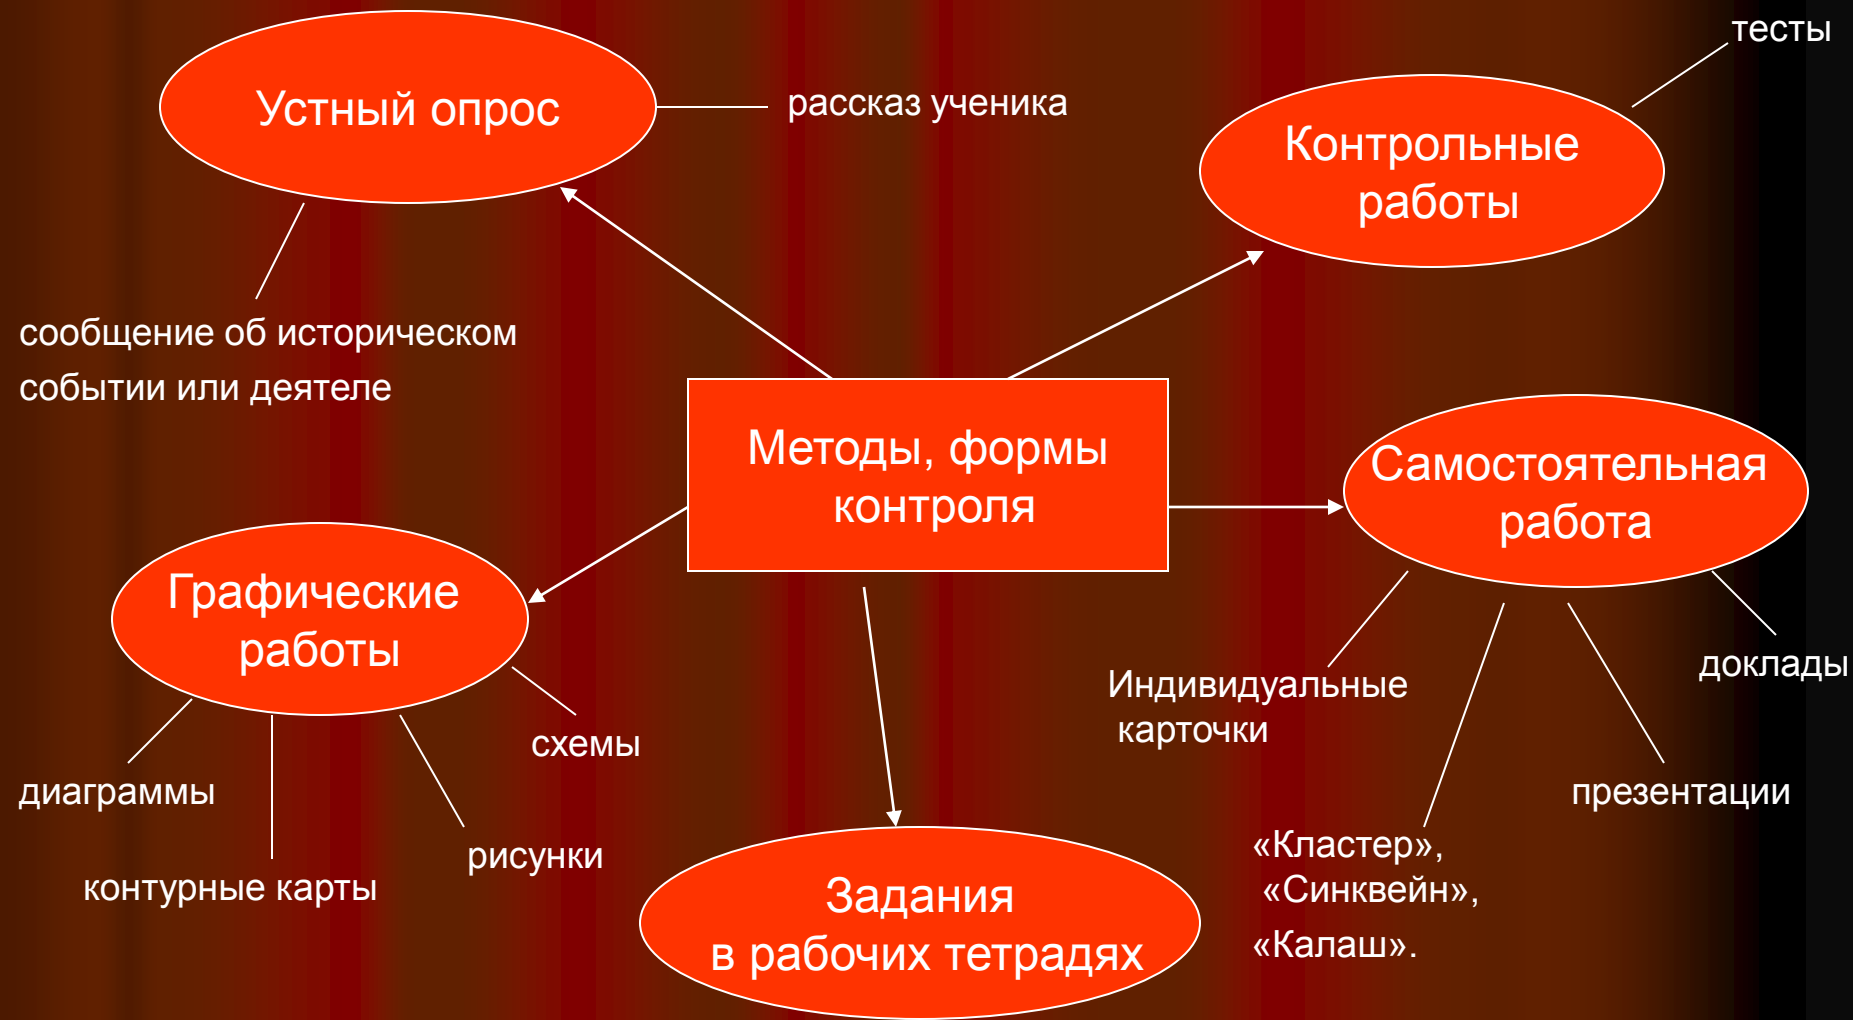 тесты
Устный опрос
рассказ ученика
Контрольные
работы
сообщение об историческом
событии или деятеле
Методы, формы
контроля
Самостоятельная
работа
Графические
работы
Индивидуальные
карточки
доклады
схемы
диаграммы
презентации
рисунки
контурные карты
«Кластер»,
«Синквейн»,
«Калаш».
Задания
в рабочих тетрадях